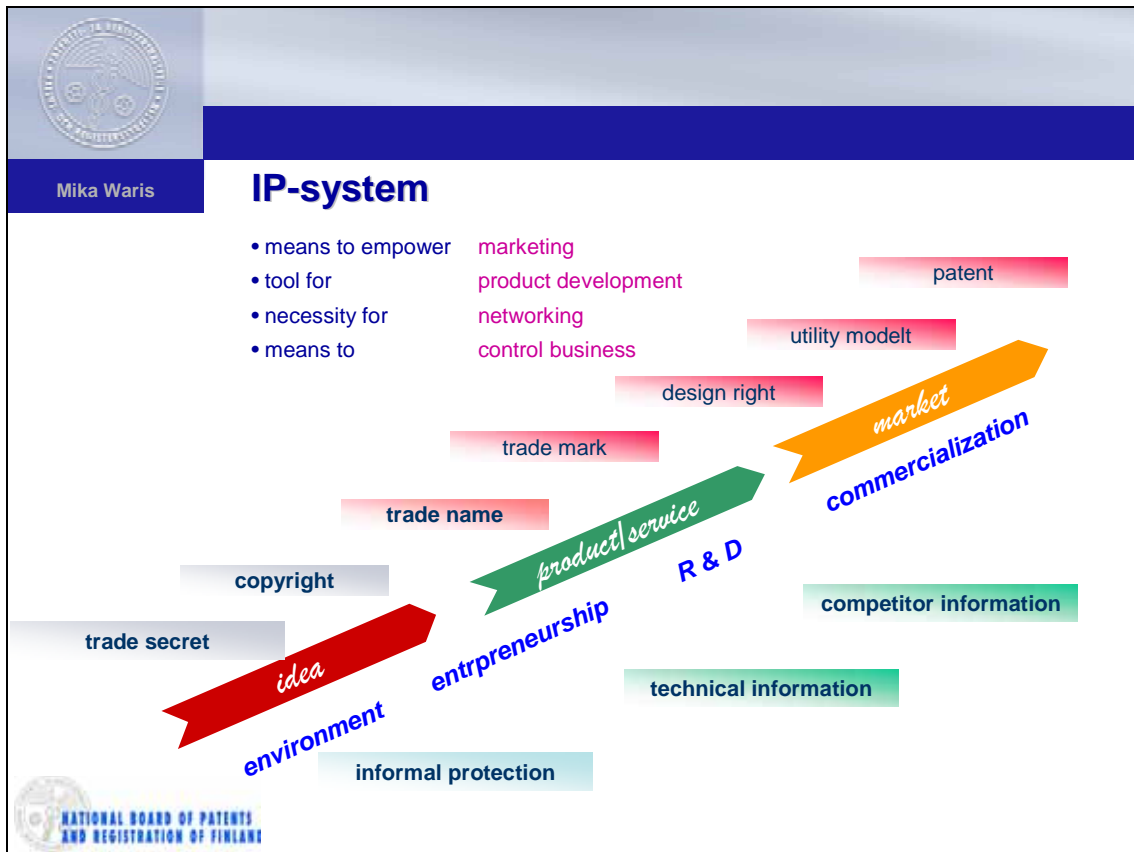 Mika Waris
IP-system
• means to empower marketing
• tool for product development
• necessity for networking
• means to control business
patent
utility modelt
design right
trade mark
trade name
copyright
trade secret
market
commercialization
product|service
R & D
entrpreneurship
idea
environment
competitor information
technical information
informal protection
NATIONAL BOARD OF PATENTS
AND REGISTRATION OF FINLAND